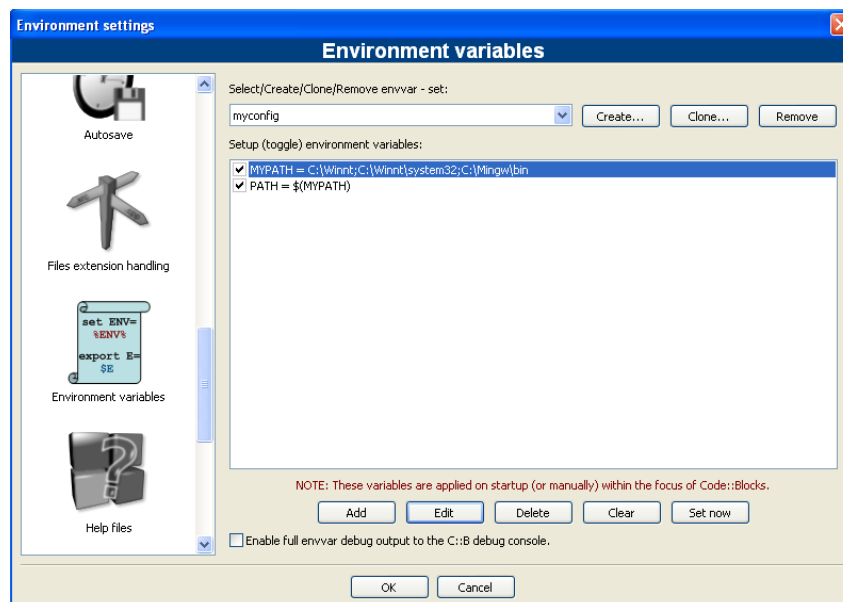 Environment settings
Environment variables
Autosave
Files extension handling
set ENV=
%ENV%
export E=
$E
Environment variables
Help files
Select/Create/Clone/Remove envvar - set:
myconfig
Create...
Clone...
Remove
Setup (toggle) environment variables:
MYPATH = C:\Winnt;C:\Winnt\system32;C:\Mingw\bin
PATH = $(MYPATH)
NOTE: These variables are applied on startup (or manually) within the focus of Code::Blocks.
Add
Edit
Delete
Clear
Set now
Enable full envvar debug output to the C::B debug console.
OK
Cancel